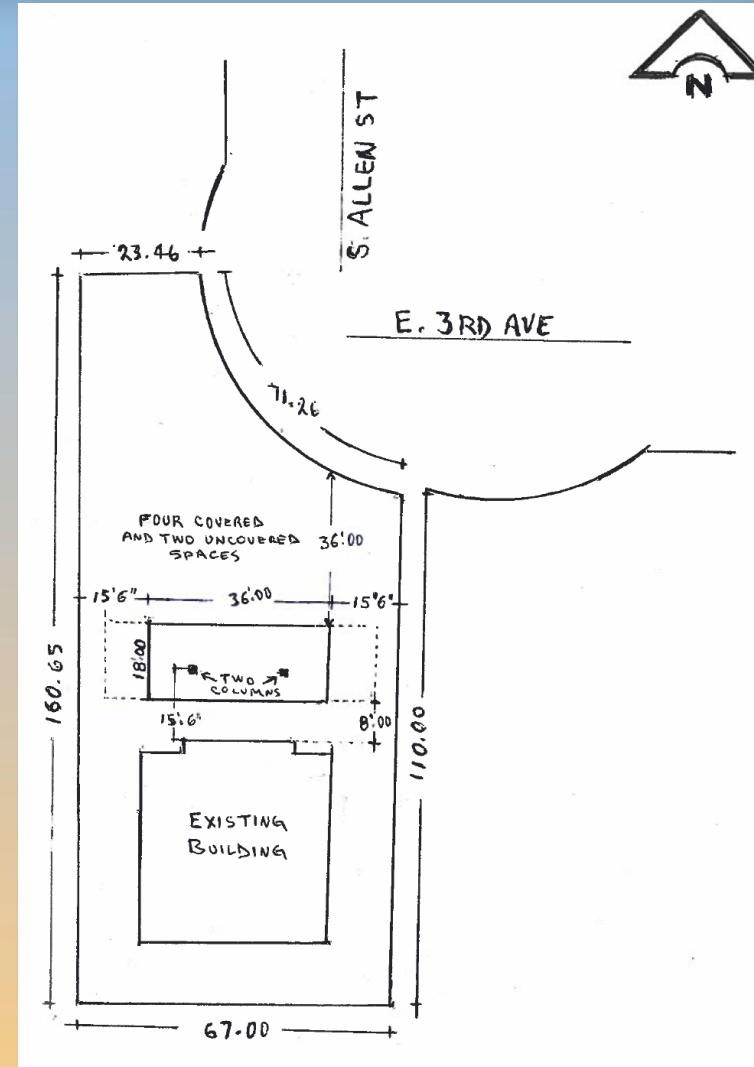 N
S. ALLEN ST
23.46
E. 3RD AVE
71.26
FOUR COVERED
AND TWO UNCOVERED
SPACES
36'.00
15'6"
36'.00
15'6"
18'.00
TWO
COLUMNS
15'.6"
8'.00
160.65
110.00
EXISTING
BUILDING
67.00